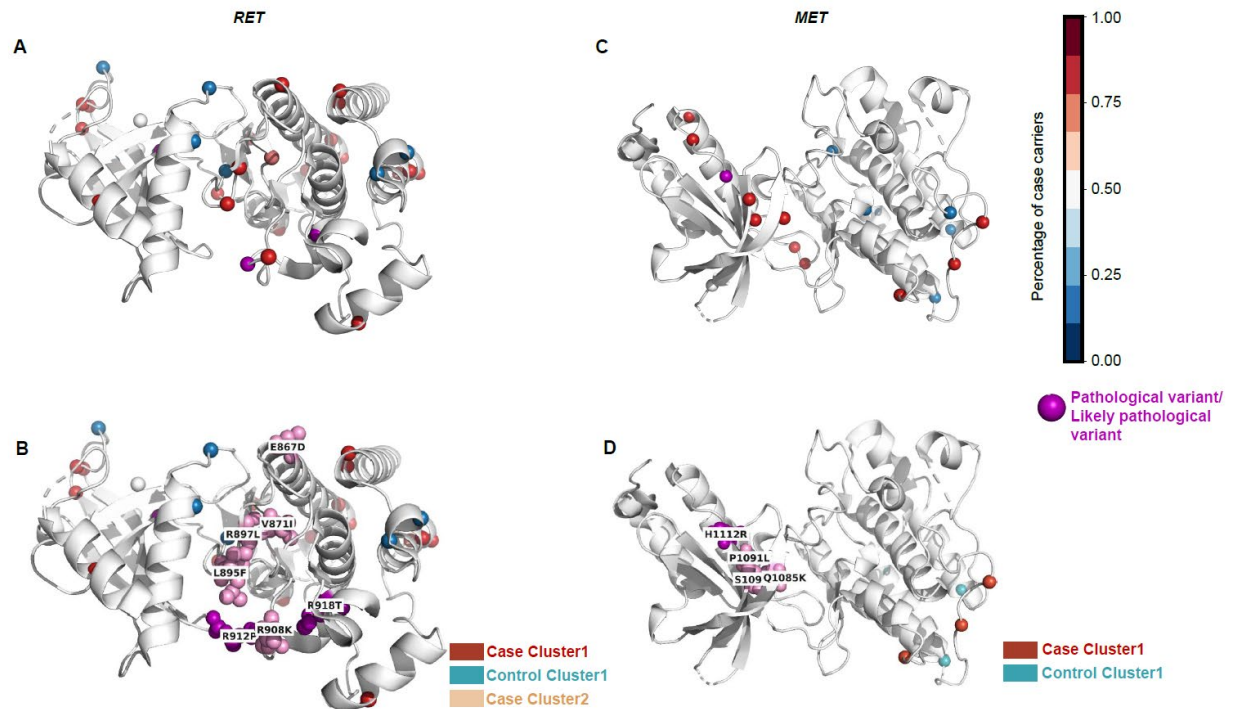 RET
MET
A
C
1.00
0.75
0.50
0.25
0.00
Percentage of case carriers
Pathological variant/
Likely pathological
variant
B
D
E867D
V871I
R897L
L895F
R918T
R908K
H1112R
P1091L
S109
Q1085K
Case Cluster1
Control Cluster1
Case Cluster2
Case Cluster1
Control Cluster1